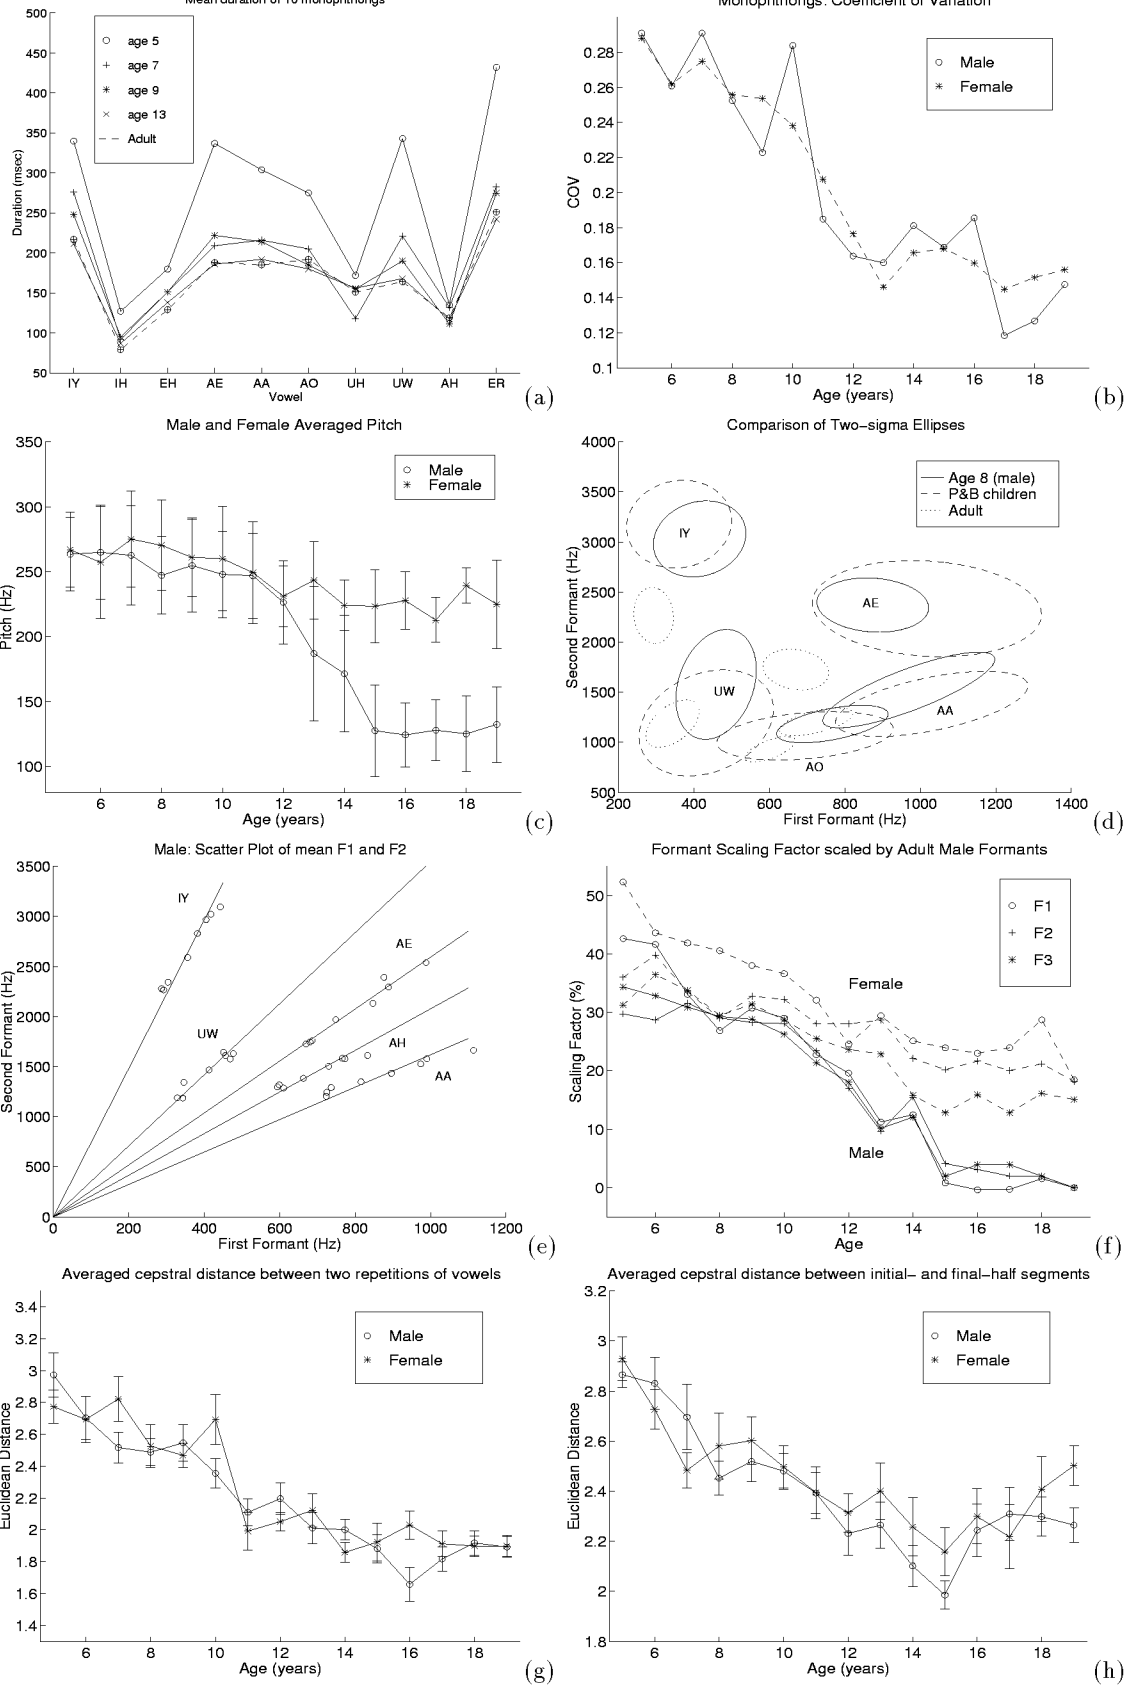 Mean duration of 10 monophthongs
500
450
400
350
300
250
200
150
100
50
Duration (msec)
age 5
age 7
age 9
age 13
Adult
IY IH EH AE AA AO UH UW AH ER
Vowel
(a)
Monophthongs: Coefficient of Variation
0.28
0.26
0.24
0.22
0.2
0.18
0.16
0.14
0.12
0.1
COV
Male
Female
6 8 10 12 14 16 18
Age (years)
(b)
Male and Female Averaged Pitch
350
300
250
200
150
100
Pitch (Hz)
Male
Female
6 8 10 12 14 16 18
Age (years)
(c)
Comparison of Two-sigma Ellipses
4000
3500
3000
2500
2000
1500
1000
500
Second Formant (Hz)
Age 8 (male)
P&B children
Adult
IY
AE
UW
AA
AO
200 400 600 800 1000 1200 1400
First Formant (Hz)
(d)
Male: Scatter Plot of mean F1 and F2
3500
3000
2500
2000
1500
1000
500
0
Second Formant (Hz)
IY
AE
UW
AH
AA
0 200 400 600 800 1000 1200
First Formant (Hz)
(e)
Formant Scaling Factor scaled by Adult Male Formants
50
40
30
20
10
0
Scaling Factor (%)
F1
F2
F3
Female
Male
6 8 10 12 14 16 18
Age
(f)
Averaged cepstral distance between two repetitions of vowels
3.4
3.2
3
2.8
2.6
2.4
2.2
2
1.8
1.6
1.4
Euclidean Distance
Male
Female
6 8 10 12 14 16 18
Age (years)
(g)
Averaged cepstral distance between initial- and final-half segments
3.2
3
2.8
2.6
2.4
2.2
2
1.8
Euclidean Distance
Male
Female
6 8 10 12 14 16 18
Age (years)
(h)